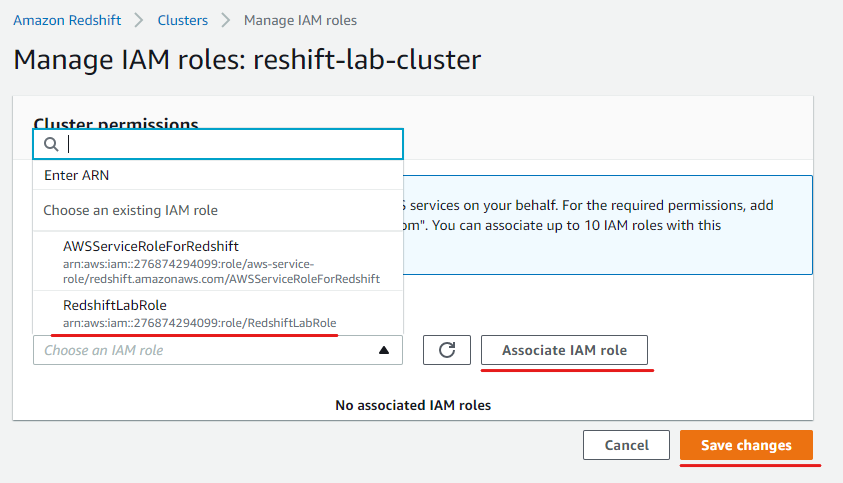 Amazon Redshift > Clusters > Manage IAM roles
Manage IAM roles: reshift-lab-cluster
Cluster permissions
Enter ARN
Choose an existing IAM role
S services on your behalf. For the required permissions, add
om". You can associate up to 10 IAM roles with this
AWSServiceRoleForRedshift
arn:aws:iam::276874294099:role/aws-service-
role/redshift.amazonaws.com/AWSServiceRoleForRedshift
RedshiftLabRole
arn:aws:iam::276874294099:role/RedshiftLabRole
Choose an IAM role
Associate IAM role
No associated IAM roles
Cancel
Save changes